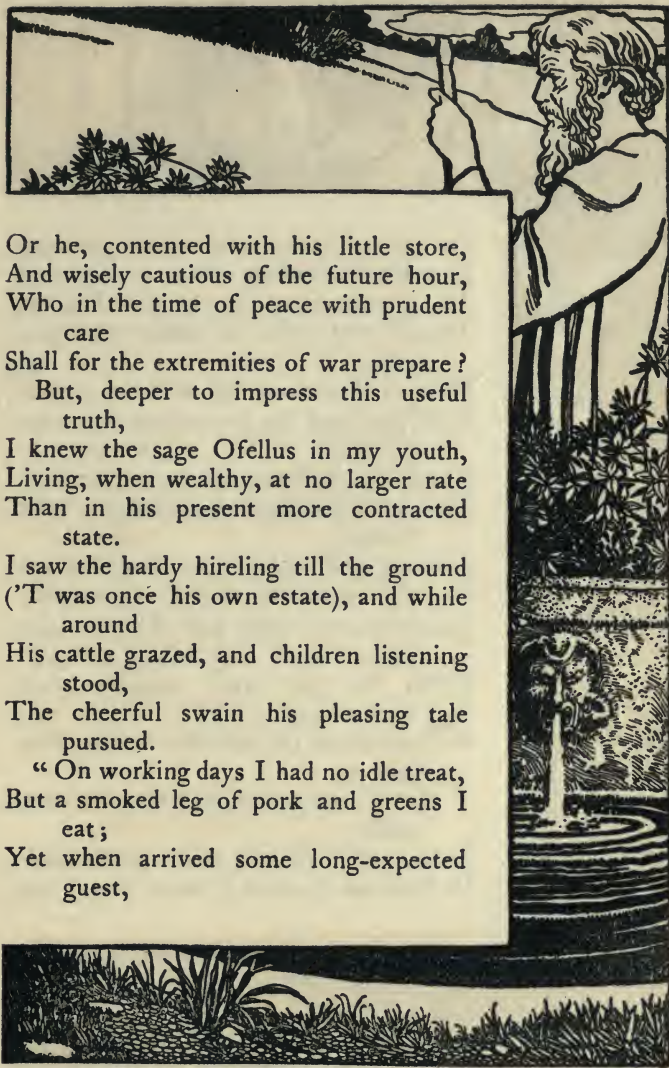 Or he, contented with his little store,
And wisely cautious of the future hour,
Who in the time of peace with prudent
care
Shall for the extremities of war prepare?
But, deeper to impress this useful
truth,
I knew the sage Ofellus in my youth,
Living, when wealthy, at no larger rate
Than in his present more contracted
state.
I saw the hardy hireling till the ground
('T was once his own estate), and while
around
His cattle grazed, and children listening
stood,
The cheerful swain his pleasing tale
pursued.
“ On working days I had no idle treat,
But a smoked leg of pork and greens I
eat;
Yet when arrived some long-expected
guest,